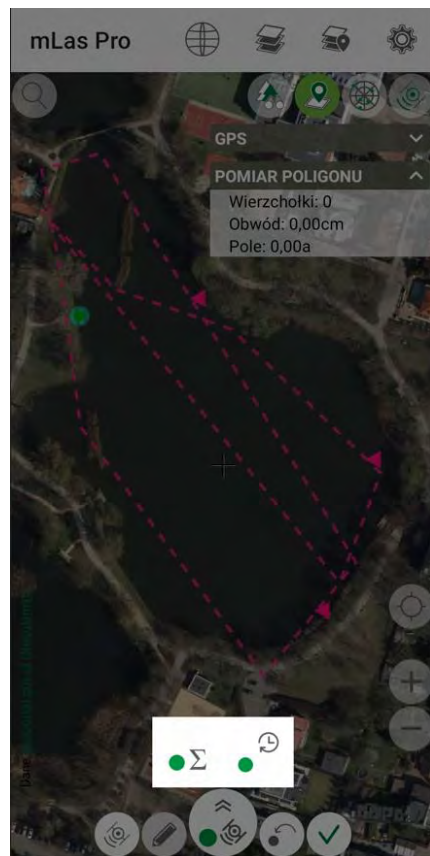 mLas Pro
GPS
POMIAR POLIGONU
Wierzchołki: 0
Obwód: 0,00cm
Pole: 0,00a
Σ